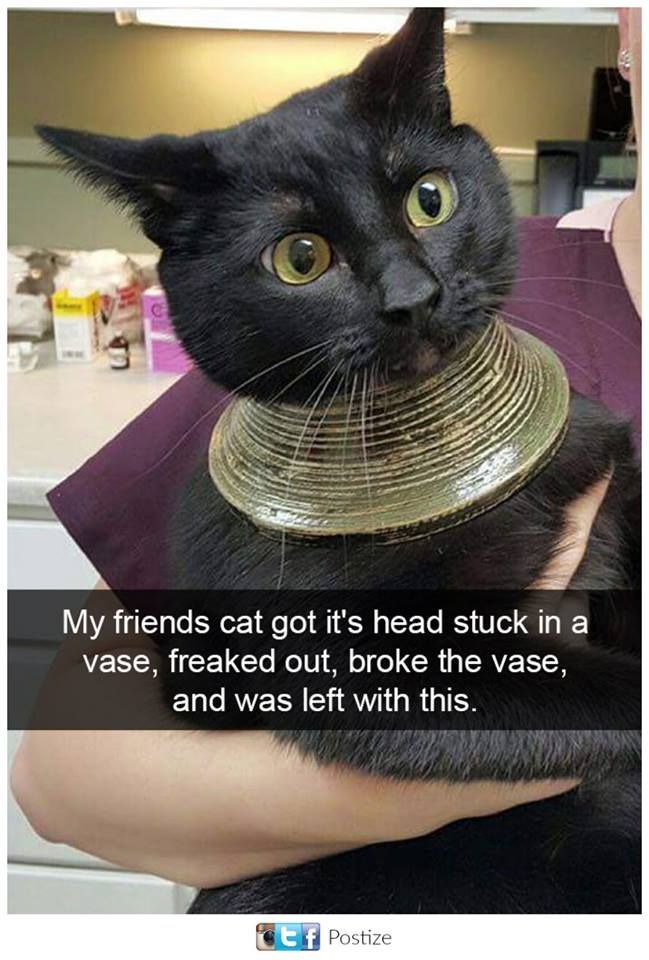 My friends cat got it's head stuck in a
vase, freaked out, broke the vase,
and was left with this.
Postize